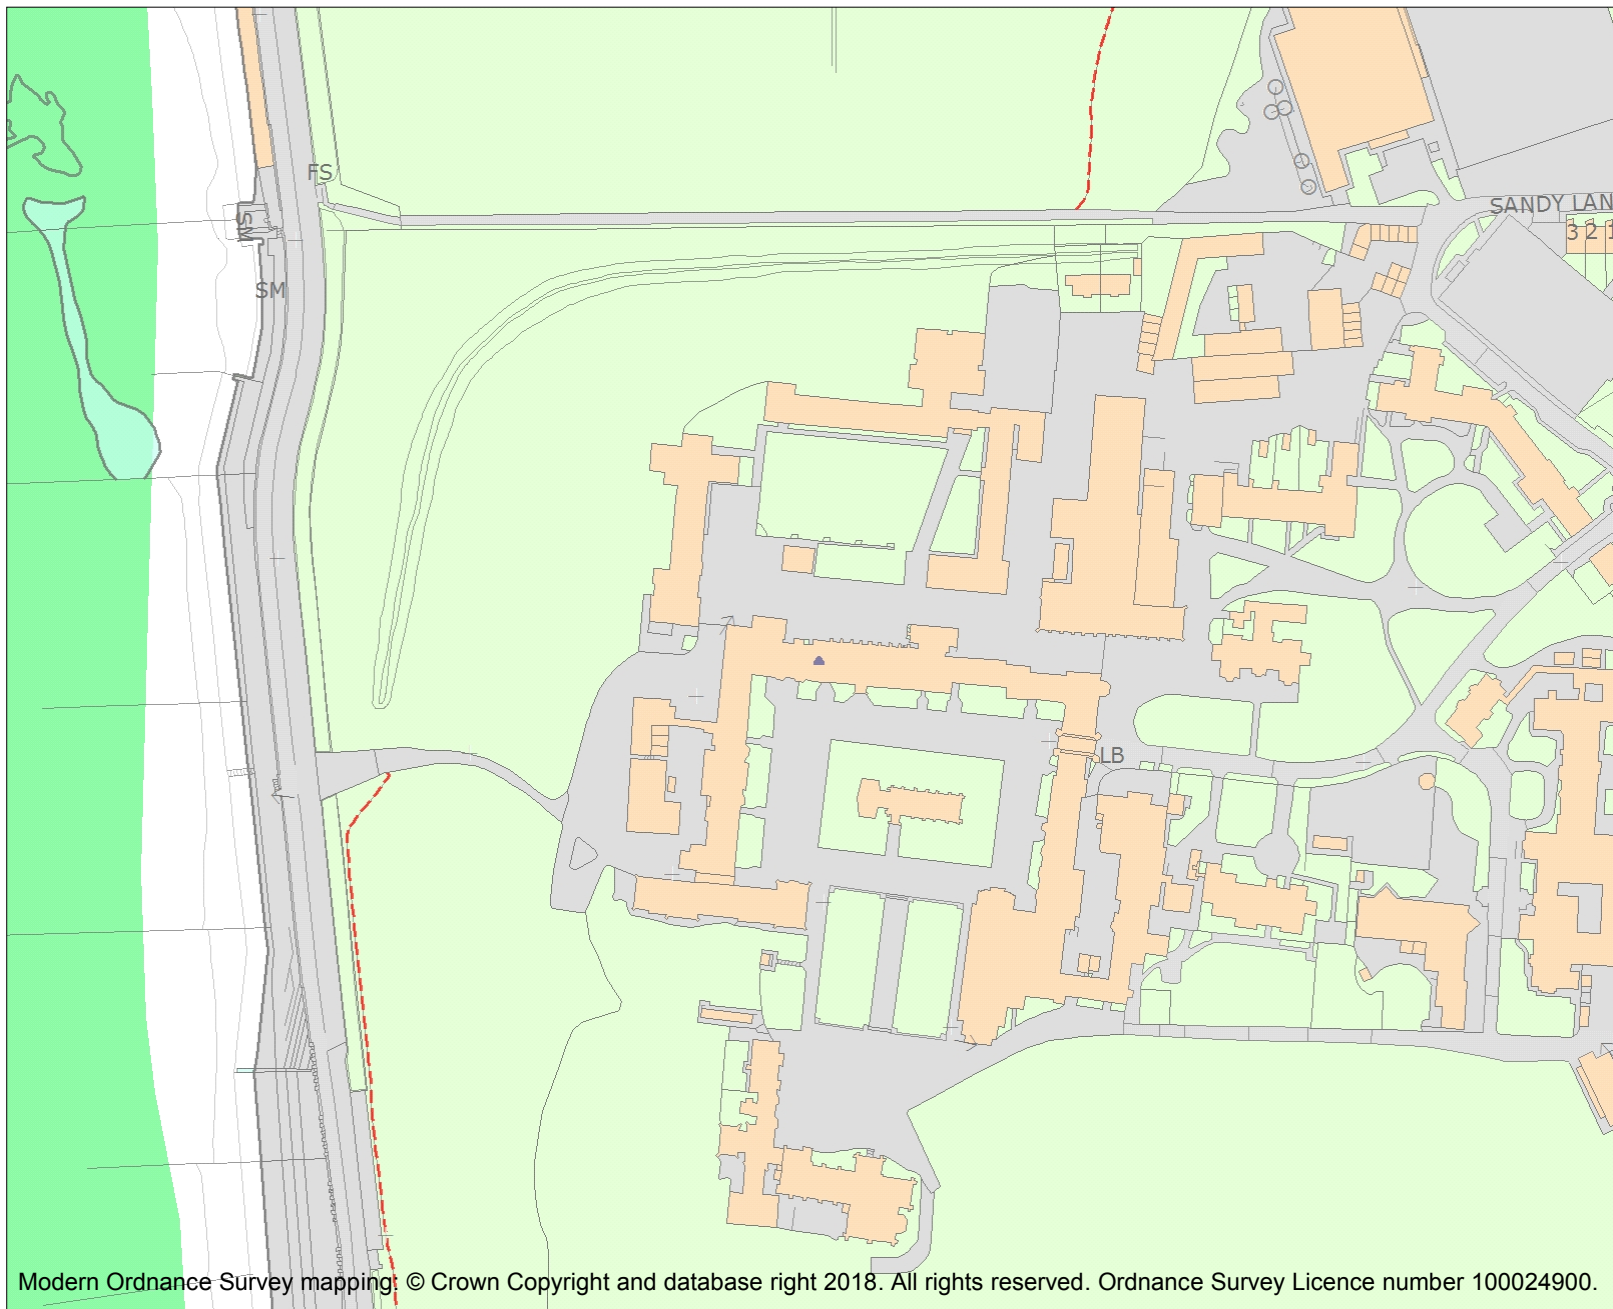 FS
SANDY LAN
SM
3 2 1
SM
LB
Modern Ordnance Survey mapping: © Crown Copyright and database right 2018. All rights reserved. Ordnance Survey Licence number 100024900.